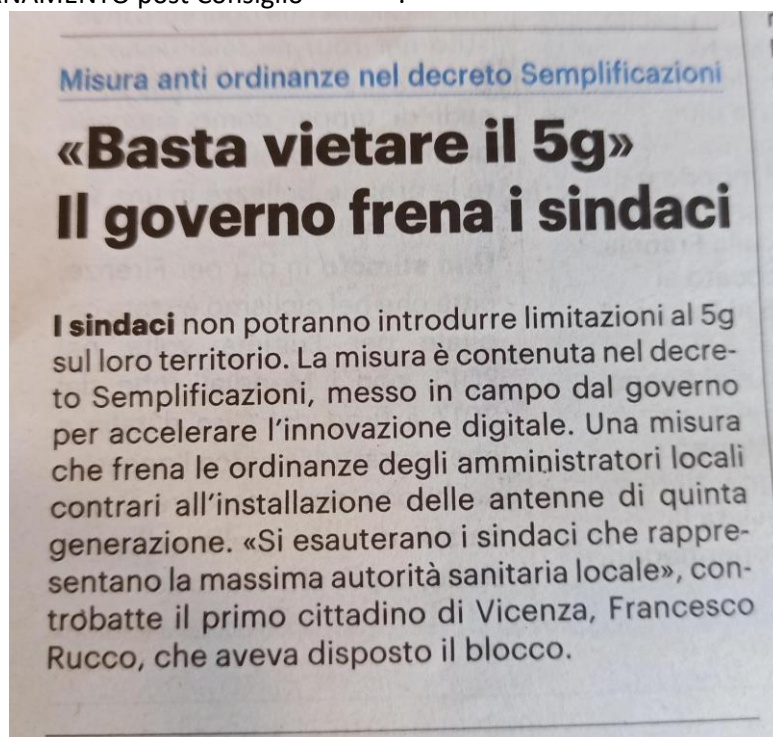 post Consiglio
Misura anti ordinanze nel decreto Semplificazioni
«Basta vietare il 5g»
Il governo frena i sindaci
I sindaci non potranno introdurre limitazioni al 5g
sul loro territorio. La misura è contenuta nel decre-
to Semplificazioni, messo in campo dal governo
per accelerare l'innovazione digitale. Una misura
che frena le ordinanze degli amministratori locali
contrari all'installazione delle antenne di quinta
generazione. «Si esauterano i sindaci che rappre-
sentano la massima autorità sanitaria locale», con-
trobatte il primo cittadino di Vicenza, Francesco
Rucco, che aveva disposto il blocco.